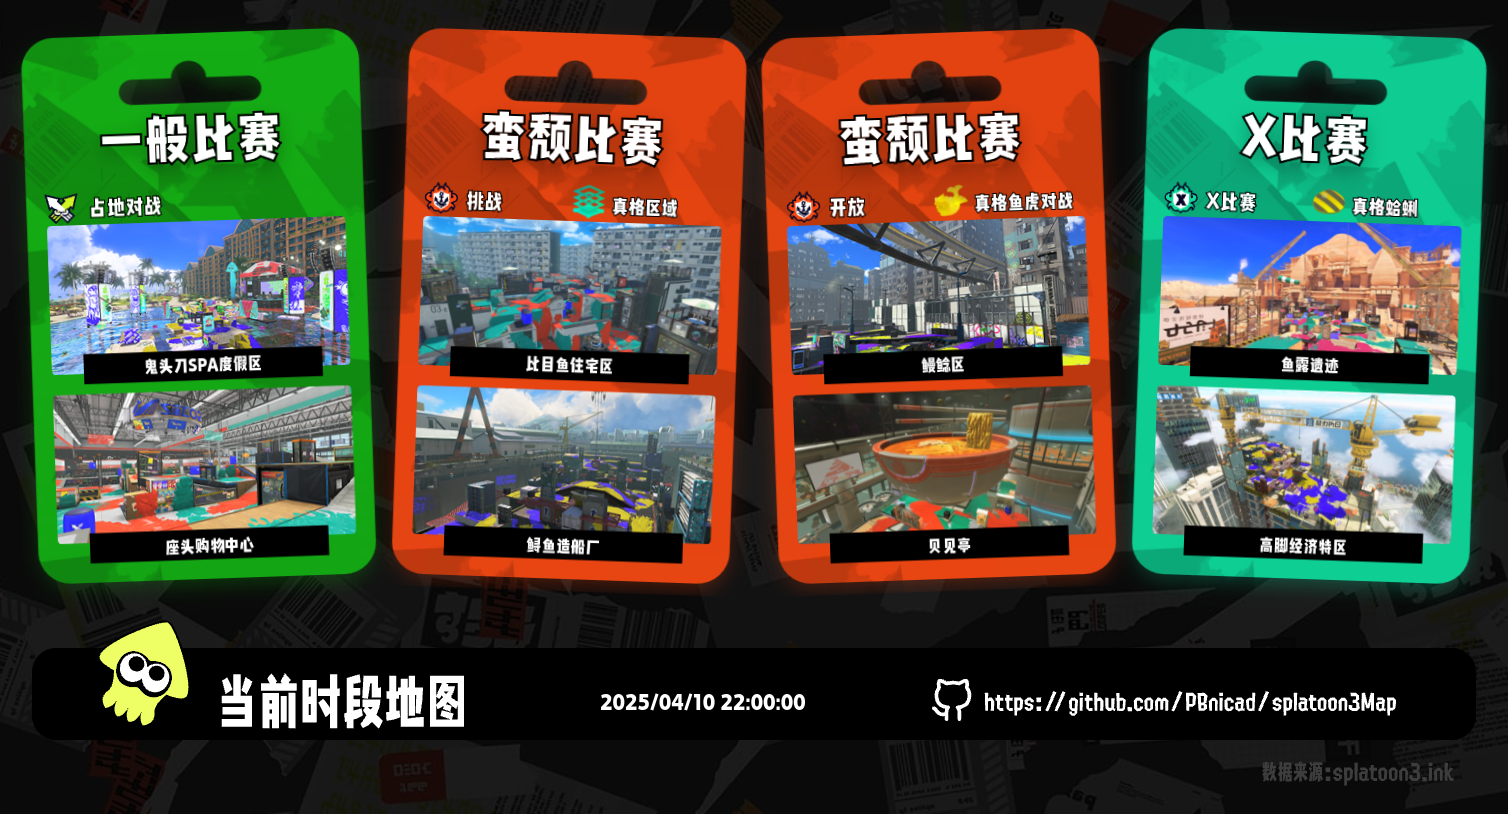 一般比赛
占地对战
鬼头刀SPA度假区
座头购物中心
蛮颓比赛
挑战
真格区域
比目鱼住宅区
鲟鱼造船厂
蛮颓比赛
开放
真格鱼虎对战
鳗鲶区
贝见亭
X比赛
X比赛
真格蛤蜊
鱼露遗迹
高脚经济特区
当前时段地图
2025/04/10 22:00:00
https://github.com/PBnicad/splatoon3Map
数据来源:splatoon3.ink